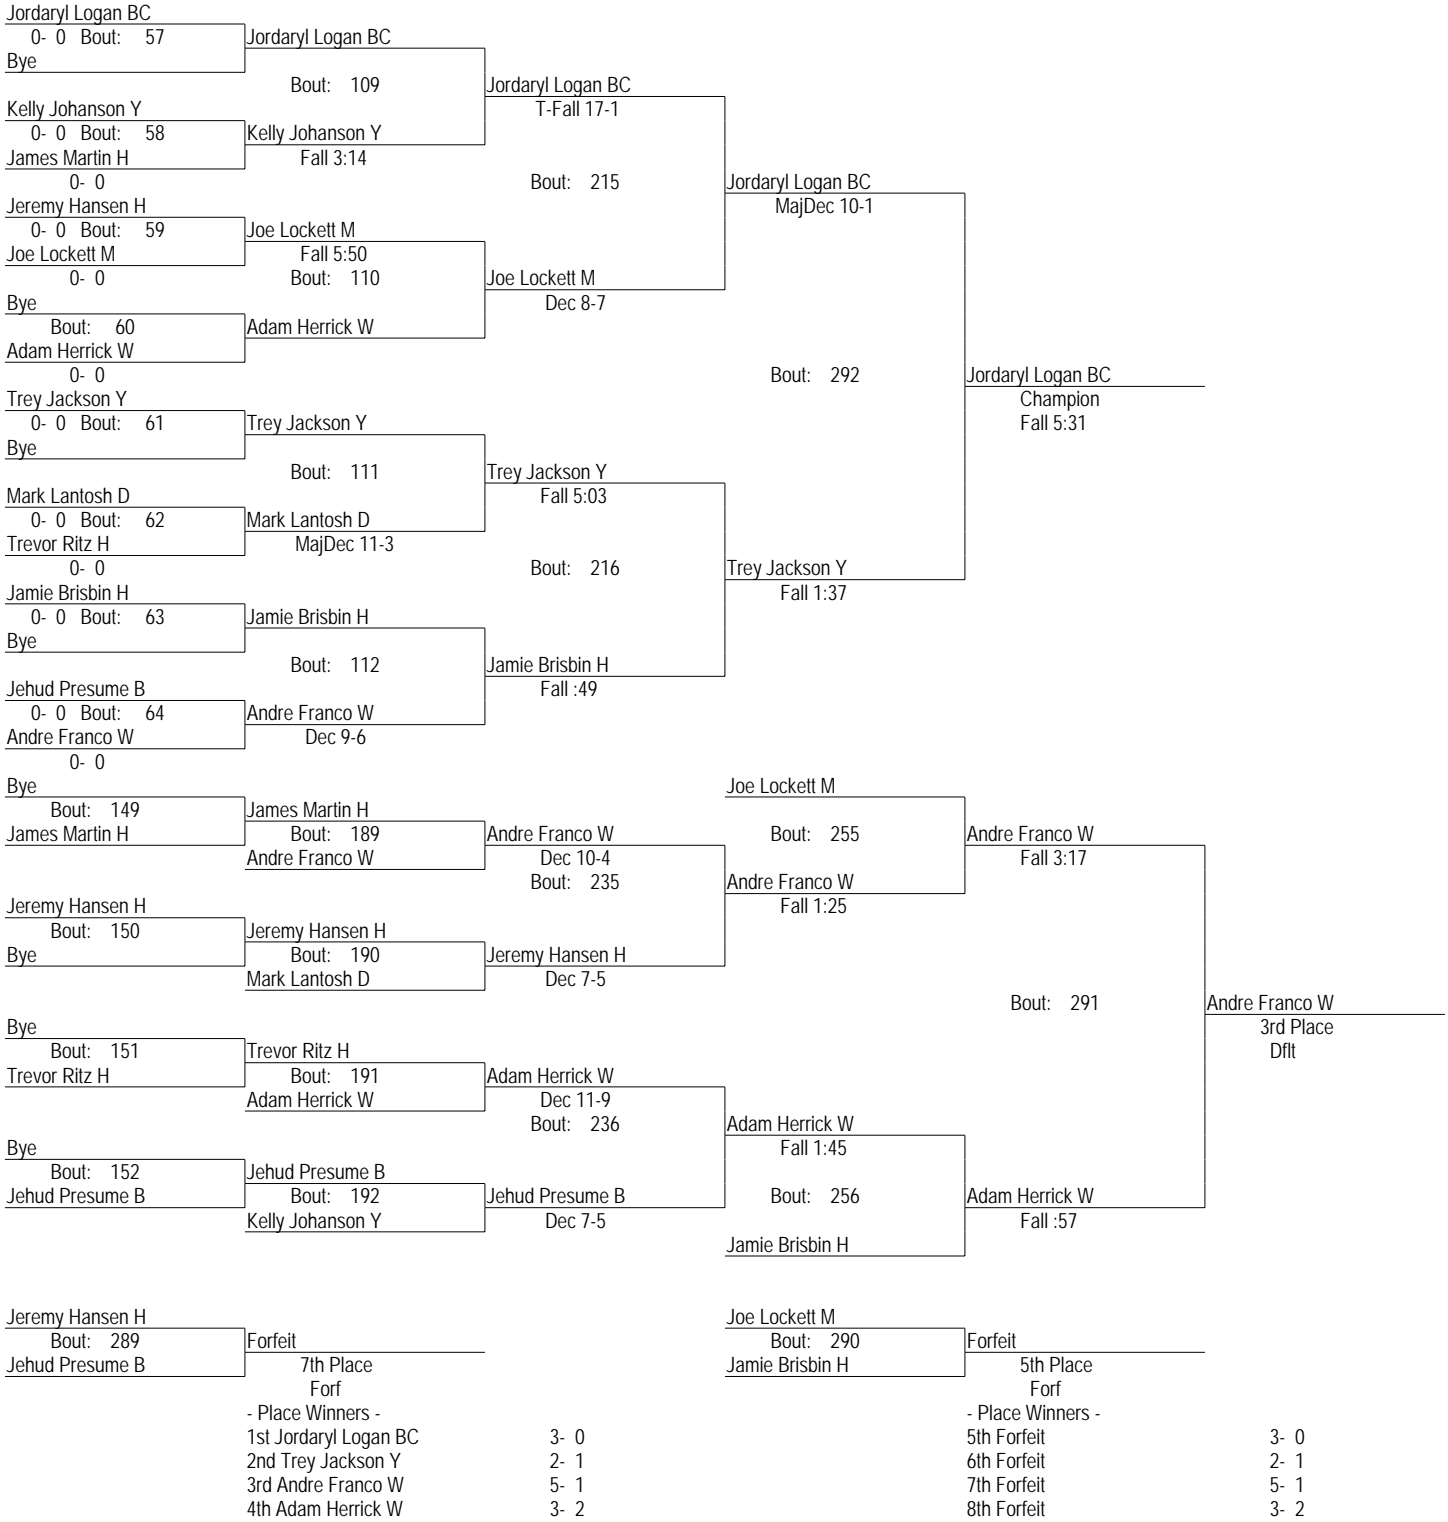 Jordaryl Logan BC
0- 0 Bout: 57 Jordaryl Logan BC
Bye
Bout: 109 Jordaryl Logan BC
Kelly Johanson Y T-Fall 17-1
0- 0 Bout: 58 Kelly Johanson Y
James Martin H Fall 3:14
0- 0 Bout: 215 Jordaryl Logan BC
Jeremy Hansen H MajDec 10-1
0- 0 Bout: 59 Joe Lockett M
Joe Lockett M Fall 5:50
0- 0 Bout: 110 Joe Lockett M
Bye Dec 8-7
Bout: 60 Adam Herrick W
Adam Herrick W
0- 0 Bout: 292 Jordaryl Logan BC
Trey Jackson Y Champion
0- 0 Bout: 61 Trey Jackson Y Fall 5:31
Bye
Bout: 111 Trey Jackson Y
Mark Lantosh D Fall 5:03
0- 0 Bout: 62 Mark Lantosh D
Trevor Ritz H MajDec 11-3
0- 0 Bout: 216 Trey Jackson Y
Jamie Brisbin H Fall 1:37
0- 0 Bout: 63 Jamie Brisbin H
Bye
Bout: 112 Jamie Brisbin H
Jehud Presume B Fall :49
0- 0 Bout: 64 Andre Franco W
Andre Franco W Dec 9-6
0- 0
Bye Joe Lockett M
Bout: 149 James Martin H
James Martin H Bout: 189 Andre Franco W Bout: 255 Andre Franco W
Andre Franco W Dec 10-4 Fall 3:17
Bout: 235 Andre Franco W
Jeremy Hansen H Fall 1:25
Bout: 150 Jeremy Hansen H
Bye Bout: 190 Jeremy Hansen H
Mark Lantosh D Dec 7-5
Bout: 291 Andre Franco W
Bye 3rd Place
Bout: 151 Trevor Ritz H Dflt
Trevor Ritz H Bout: 191 Adam Herrick W
Adam Herrick W Dec 11-9
Bout: 236 Adam Herrick W
Bye Fall 1:45
Bout: 152 Jehud Presume B
Jehud Presume B Bout: 192 Jehud Presume B Bout: 256 Adam Herrick W
Kelly Johanson Y Dec 7-5 Fall :57
Jamie Brisbin H
Jeremy Hansen H Joe Lockett M
Bout: 289 Forfeit Bout: 290 Forfeit
Jehud Presume B 7th Place Jamie Brisbin H 5th Place
Forf Forf
- Place Winners - - Place Winners -
1st Jordaryl Logan BC 3- 0 5th Forfeit 3- 0
2nd Trey Jackson Y 2- 1 6th Forfeit 2- 1
3rd Andre Franco W 5- 1 7th Forfeit 5- 1
4th Adam Herrick W 3- 2 8th Forfeit 3- 2